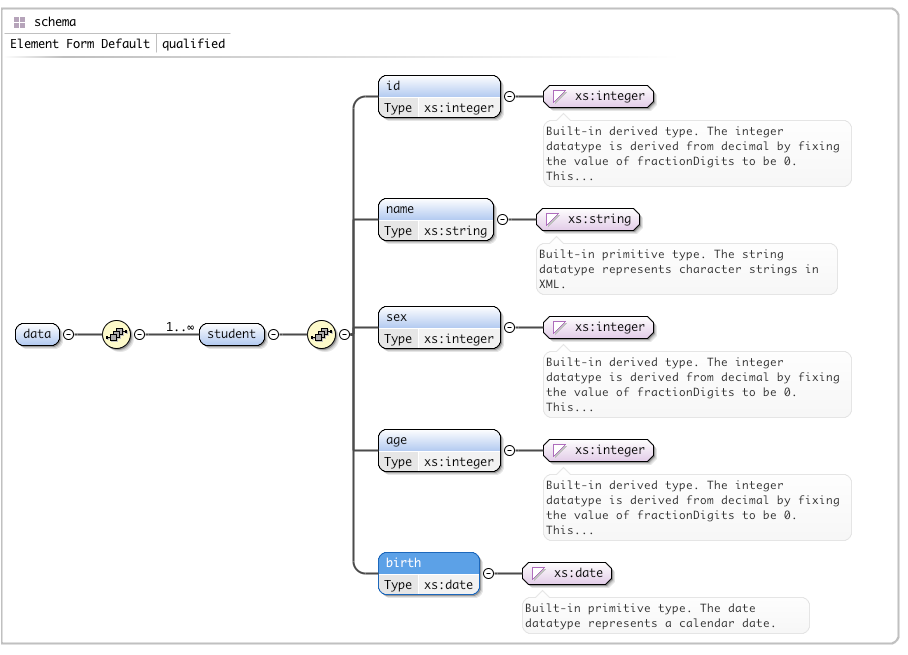 schema
Element Form Default qualified
id
Type xs:integer
xs:integer
Built-in derived type. The integer
datatype is derived from decimal by fixing
the value of fractionDigits to be 0.
This...
name
Type xs:string
xs:string
Built-in primitive type. The string
datatype represents character strings in
XML.
data
1..∞
student
sex
Type xs:integer
xs:integer
Built-in derived type. The integer
datatype is derived from decimal by fixing
the value of fractionDigits to be 0.
This...
age
Type xs:integer
xs:integer
Built-in derived type. The integer
datatype is derived from decimal by fixing
the value of fractionDigits to be 0.
This...
birth
Type xs:date
xs:date
Built-in primitive type. The date
datatype represents a calendar date.